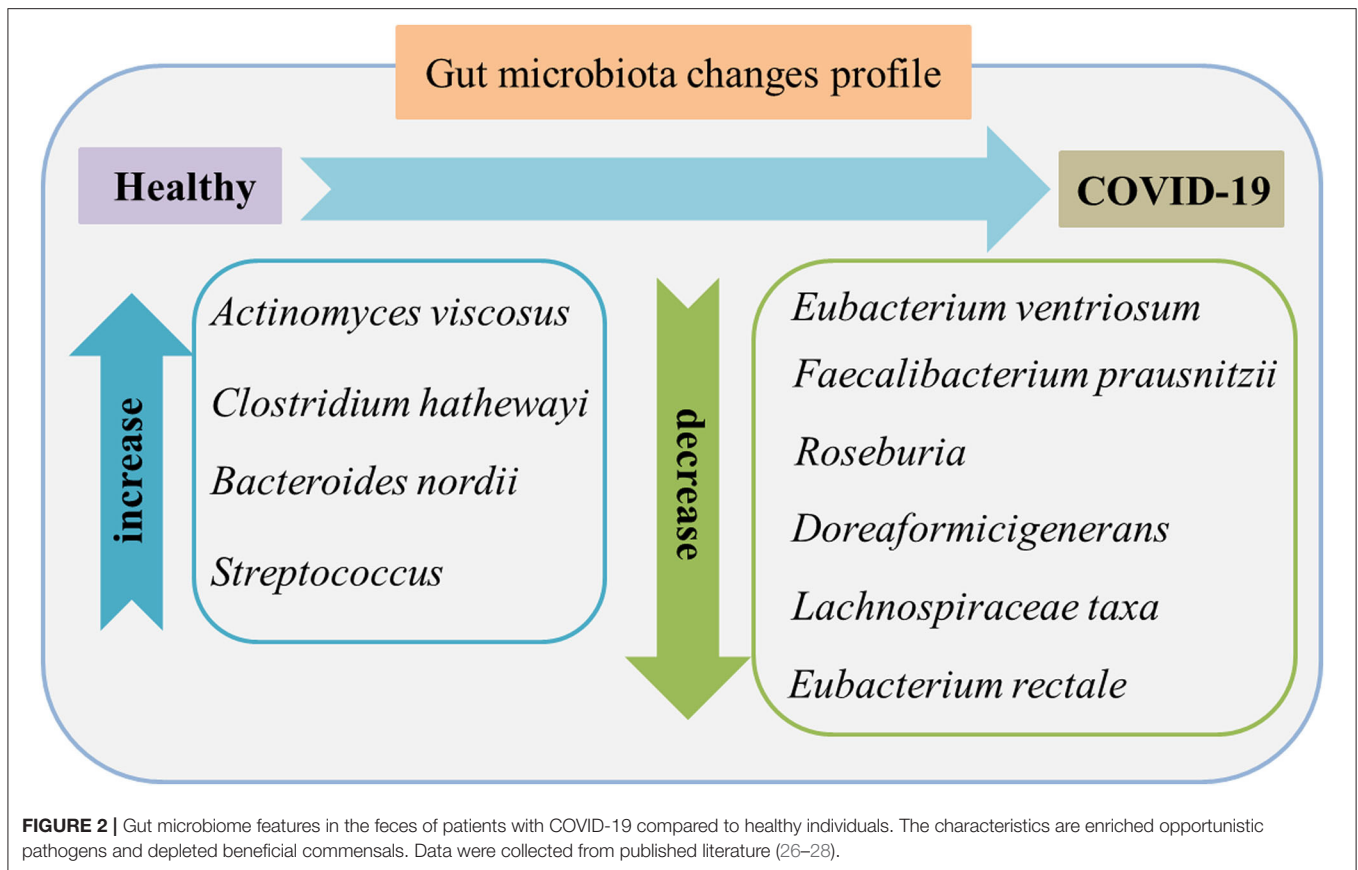 Gut microbiota changes profile
Healthy
COVID-19
increase
Actinomyces viscosus
Clostridium hathewayi
Bacteroides nordii
Streptococcus
decrease
Eubacterium ventriosum
Faecalibacterium prausnitzii
Roseburia
Doreaformicigenerans
Lachnospiraceae taxa
Eubacterium rectale
FIGURE 2 | Gut microbiome features in the feces of patients with COVID-19 compared to healthy individuals. The characteristics are enriched opportunistic
pathogens and depleted beneficial commensals. Data were collected from published literature (26–28).